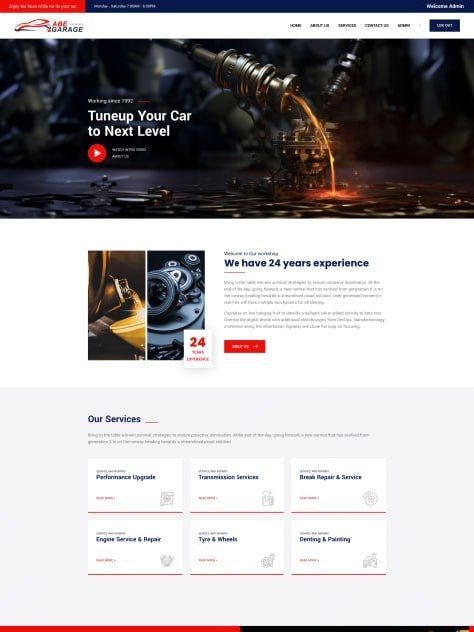 Enjoy the Beso while we fix your car
Monday - Saturday 7:00AM - 6:00PM
Welcome Admin
ABE
GARAGE
HOME
ABOUT US
SERVICES
CONTACT US
ADMIN
LOG OUT
Working since 1992
Tuneup Your Car
to Next Level
WATCH INTRO VIDEO
ABOUT US
24
YEARS
EXPERIENCE
Welcome to Our workshop
We have 24 years experience
Bring to the table win-win survival strategies to ensure proactive domination. At the
end of the day, going forward, a new normal that has evolved from generation X is on
the runway heading towards a streamlined cloud solution. User generated content in
real-time will have multiple touchpoints for offshoring.
Capitalize on low hanging fruit to identify a ballpark value added activity to beta test.
Override the digital divide with additional clickthroughs from DevOps. Nanotechnology
immersion along the information highway will close the loop on focusing.
ABOUT US
Our Services
Bring to the table win-win survival strategies to ensure proactive domination. At the end of the day, going forward, a new normal that has evolved from
generation X is on the runway heading towards a streamlined cloud solution.
SERVICE AND REPAIRS
Performance Upgrade
READ MORE +
SERVICE AND REPAIRS
Transmission Services
READ MORE +
SERVICE AND REPAIRS
Break Repair & Service
READ MORE +
SERVICE AND REPAIRS
Engine Service & Repair
READ MORE +
SERVICE AND REPAIRS
Tyre & Wheels
READ MORE +
SERVICE AND REPAIRS
Denting & Painting
READ MORE +